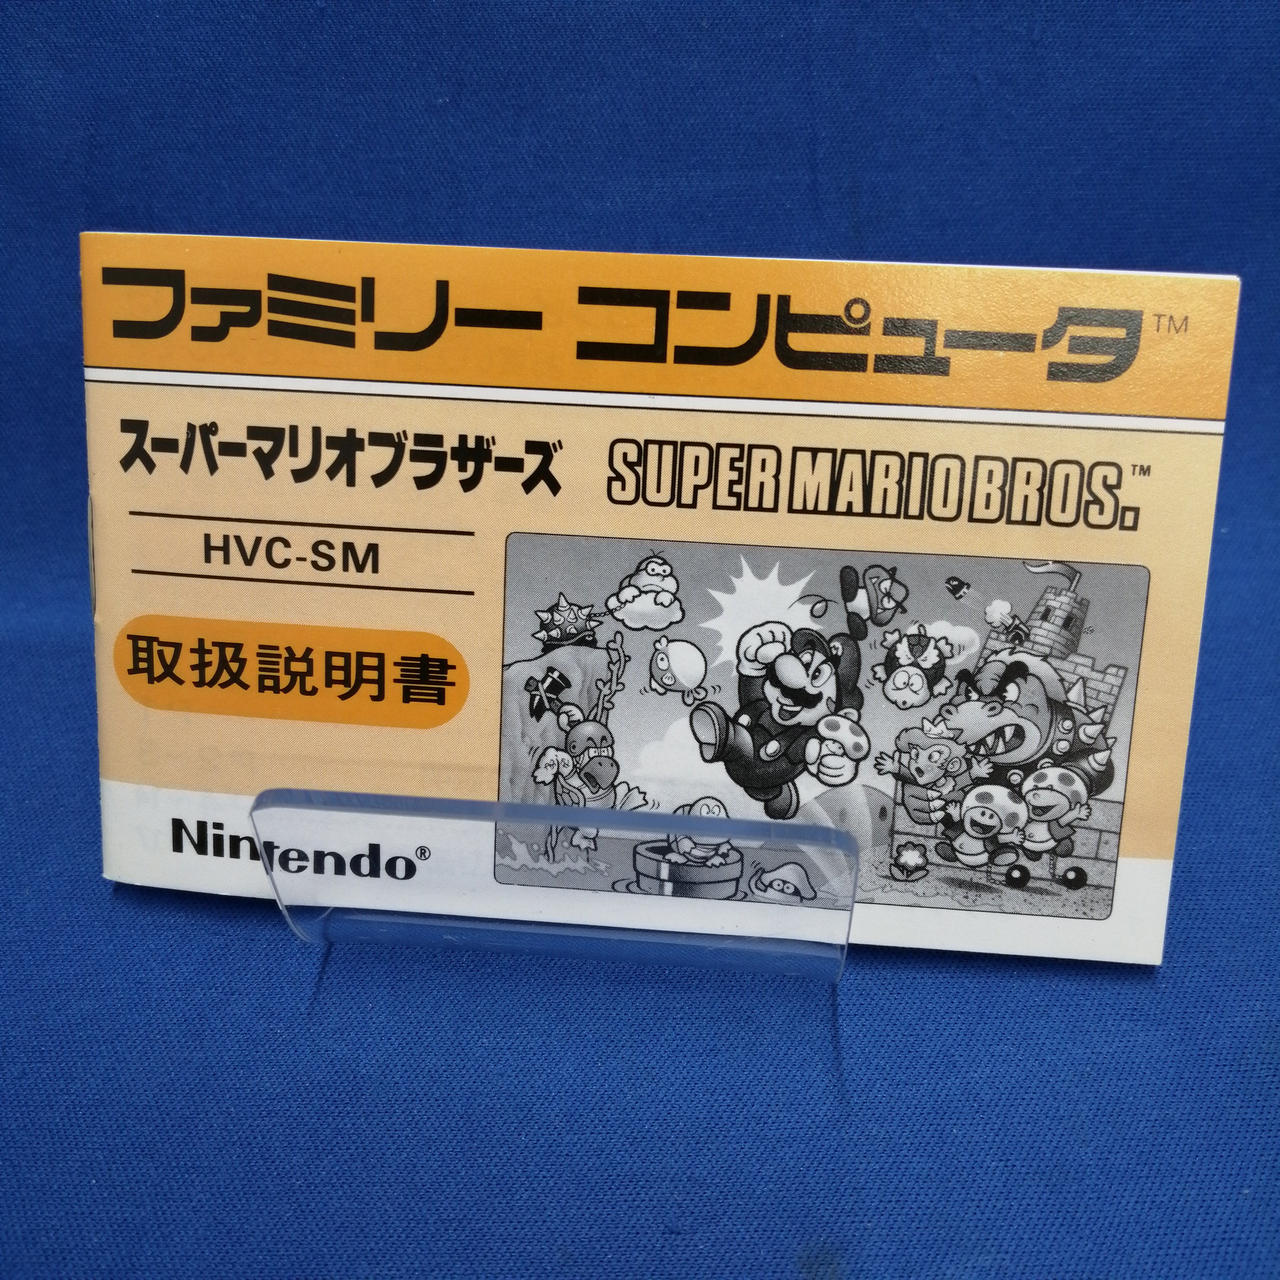 ファミリー コンピュータ™
スーパーマリオブラザーズ
SUPER MARIO BROS.™
HVC-SM
取扱説明書
Nintendo®